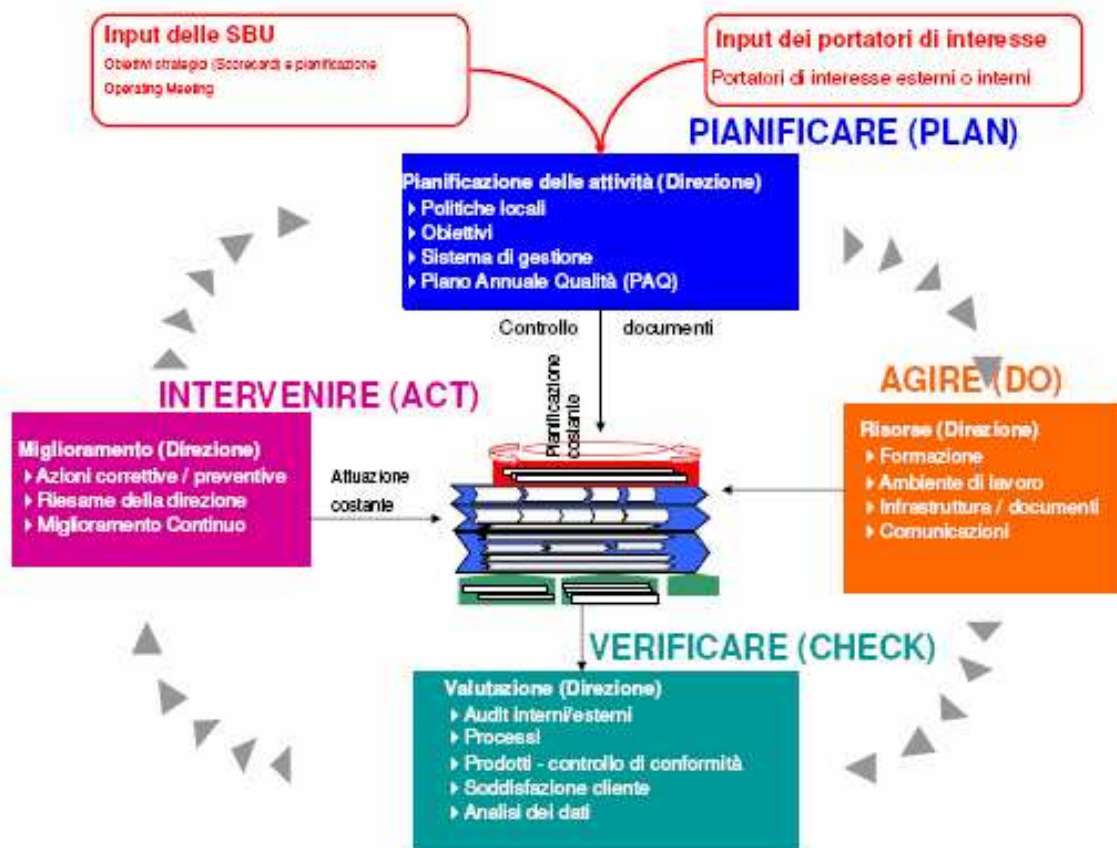 Input delle SBU
Obiettivi strategici (Scorecard) e pianificazione
Operating Meeting
Input dei portatori di interesse
Portatori di interesse esterni o interni
PIANIFICARE (PLAN)
Pianificazione delle attività (Direzione)
Politiche locali
Obiettivi
Sistema di gestione
Piano Annuale Qualità (PAQ)
Controllo documenti
Pianificazione
costante
INTERVENIRE (ACT)
Miglioramento (Direzione)
Azioni correttive / preventive
Riesame della direzione
Miglioramento Continuo
Attuazione
costante
AGIRE (DO)
Risorse (Direzione)
Formazione
Ambiente di lavoro
Infrastruttura / documenti
Comunicazioni
VERIFICARE (CHECK)
Valutazione (Direzione)
Audit interni/esterni
Processi
Prodotti - controllo di conformità
Soddisfazione cliente
Analisi dei dati